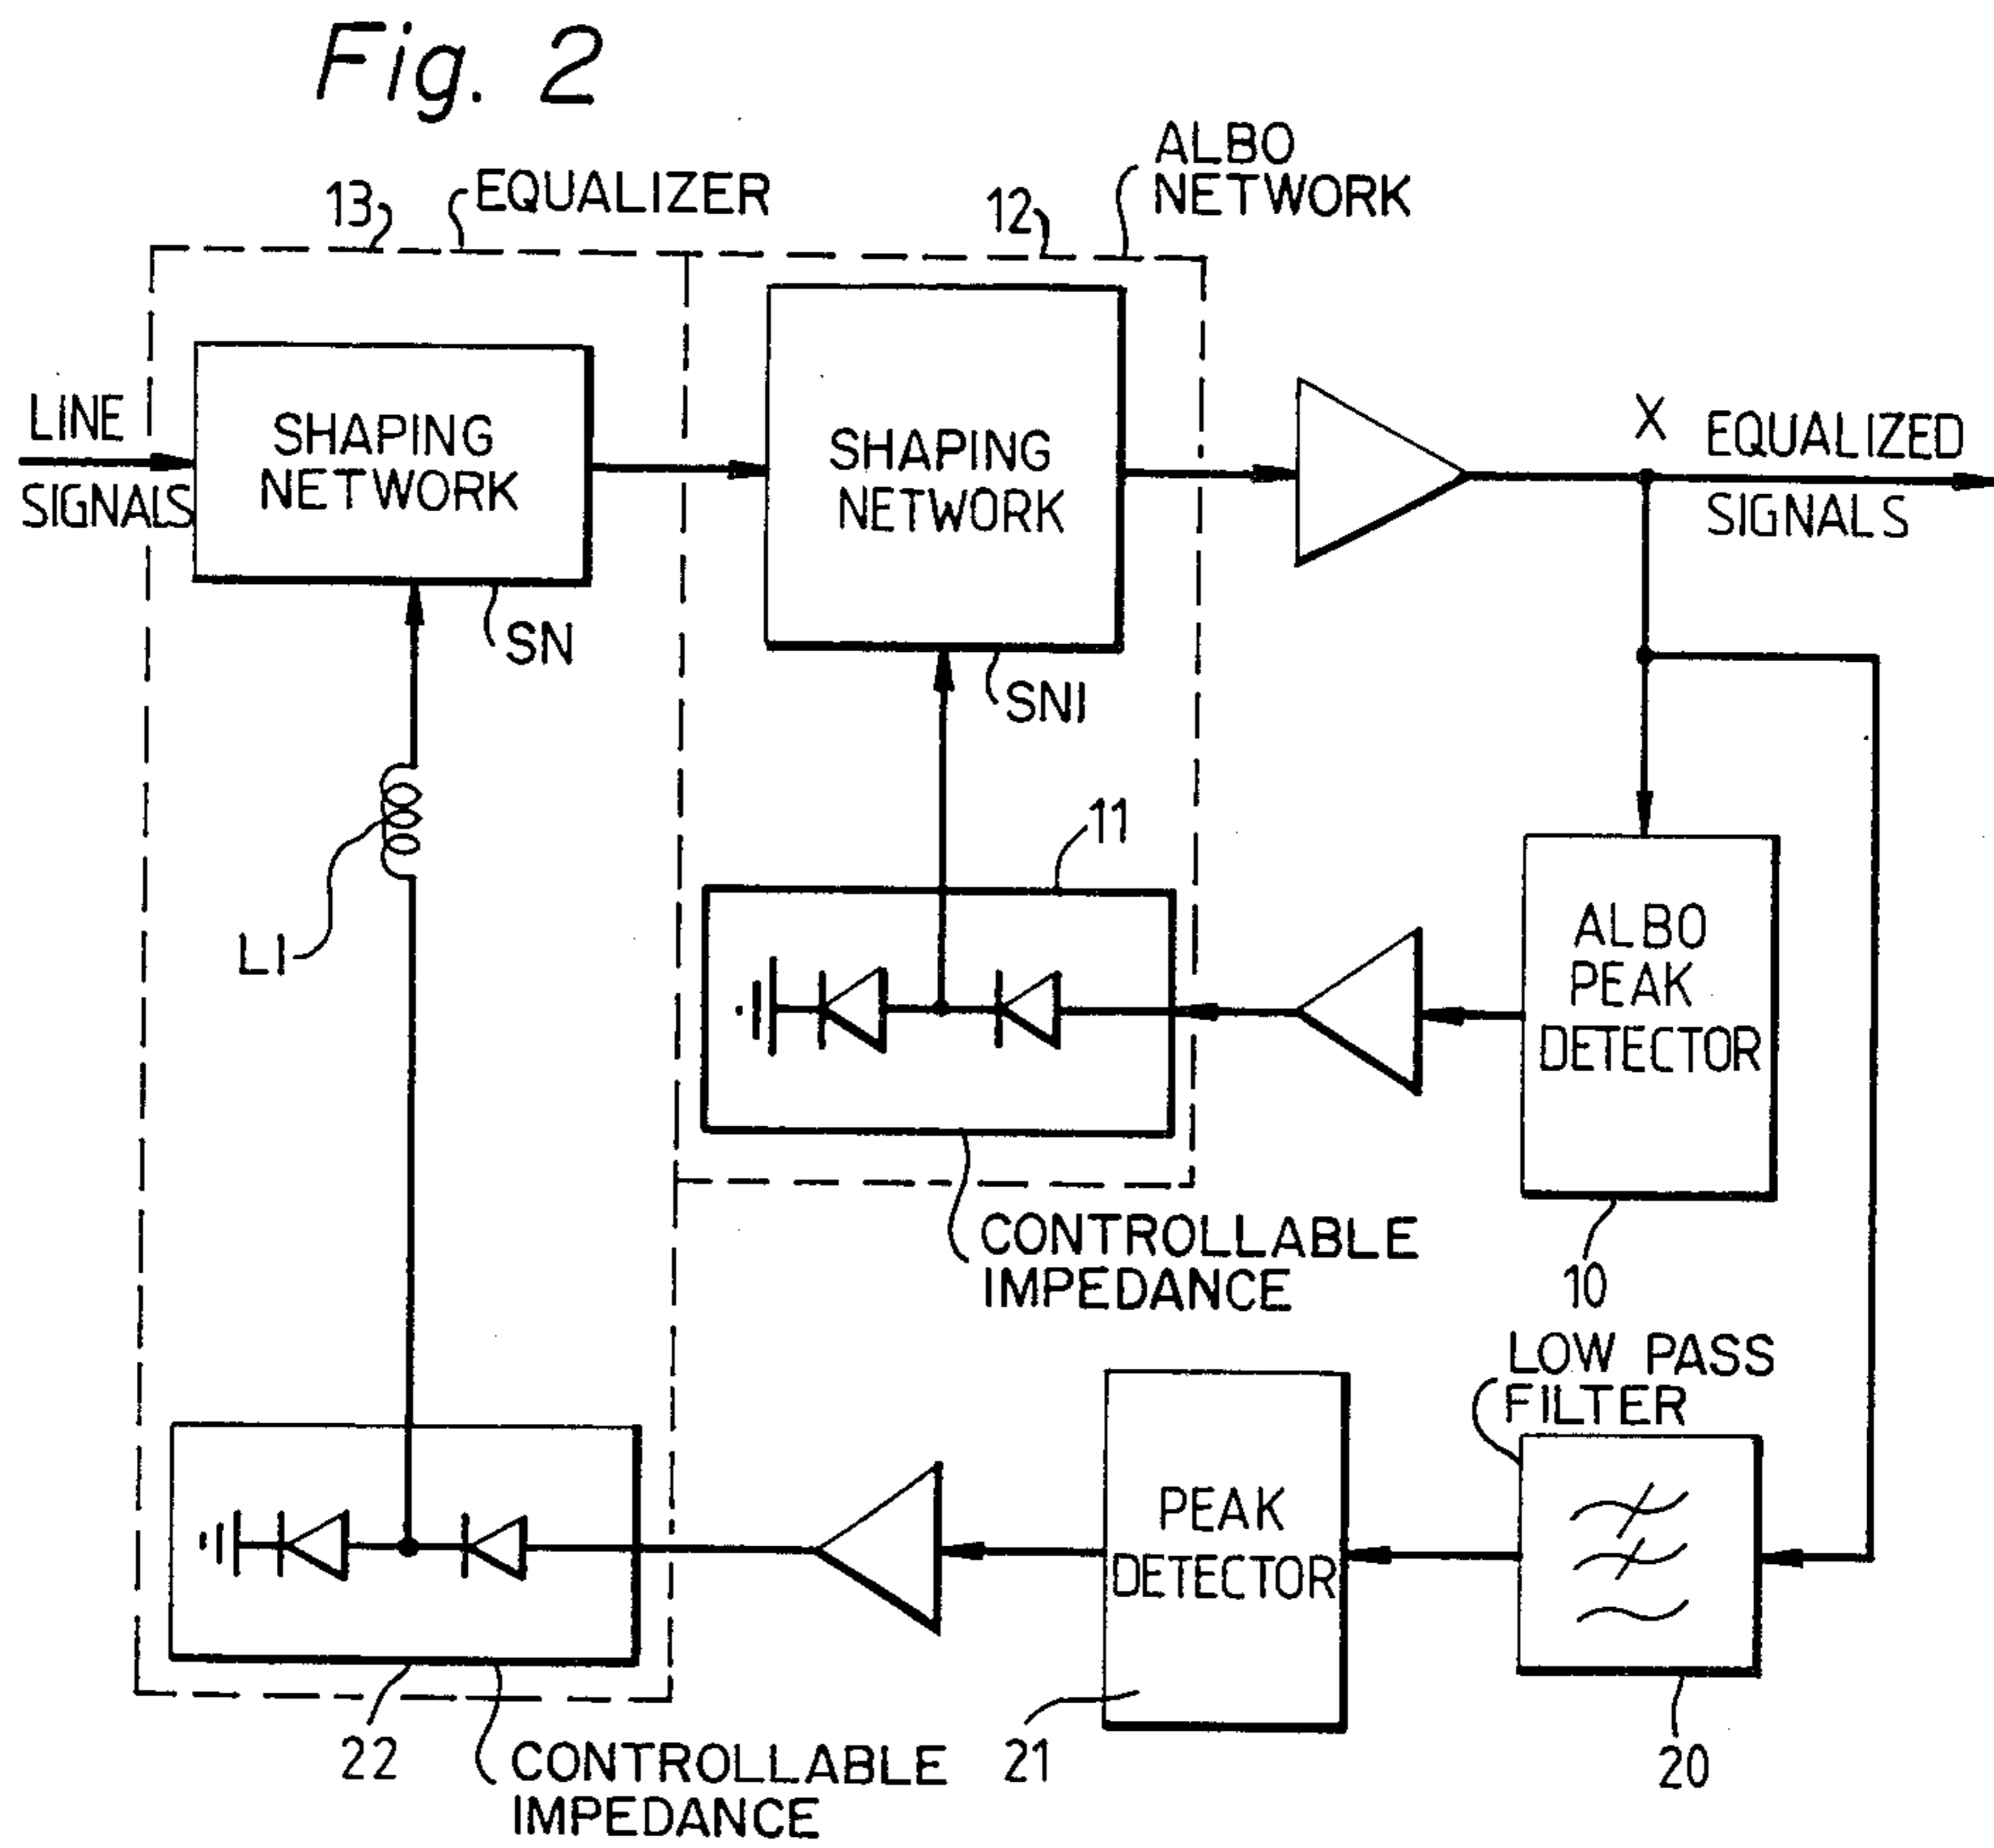 Fig. 2
13
EQUALIZER
12
ALBO
NETWORK
LINE
SIGNALS
SHAPING
NETWORK
SN
SHAPING
NETWORK
SN1
X
EQUALIZED
SIGNALS
L1
11
ALBO
PEAK
DETECTOR
10
CONTROLLABLE
IMPEDANCE
LOW PASS
FILTER
PEAK
DETECTOR
22
CONTROLLABLE
IMPEDANCE
21
20